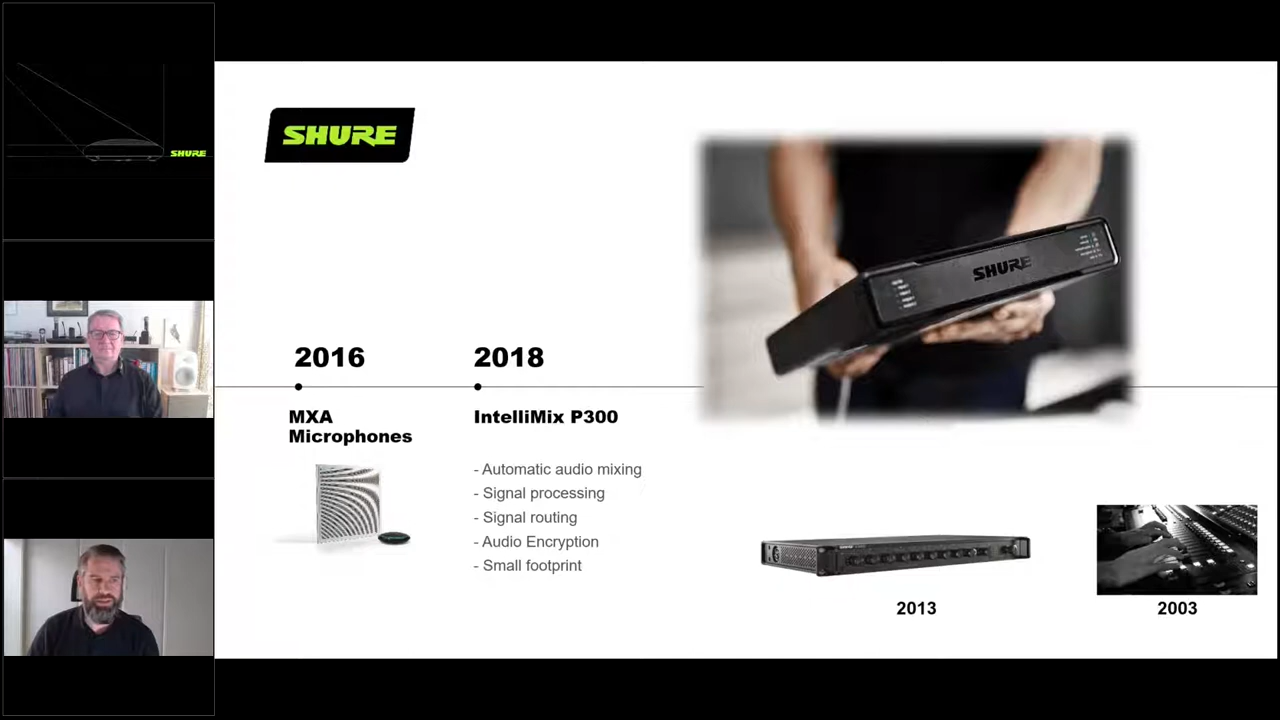 SHURE
SHURE
SHURE
2016
2018
MXA
Microphones
IntelliMix P300
- Automatic audio mixing
- Signal processing
- Signal routing
- Audio Encryption
- Small footprint
2013
2003